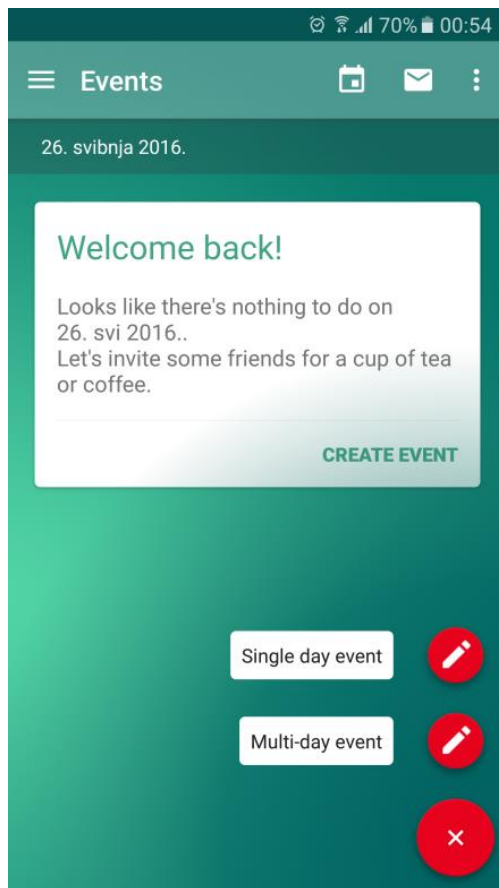 70% 00:54
Events
26. svibnja 2016.
Welcome back!
Looks like there's nothing to do on
26. svi 2016..
Let's invite some friends for a cup of tea
or coffee.
CREATE EVENT
Single day event
Multi-day event